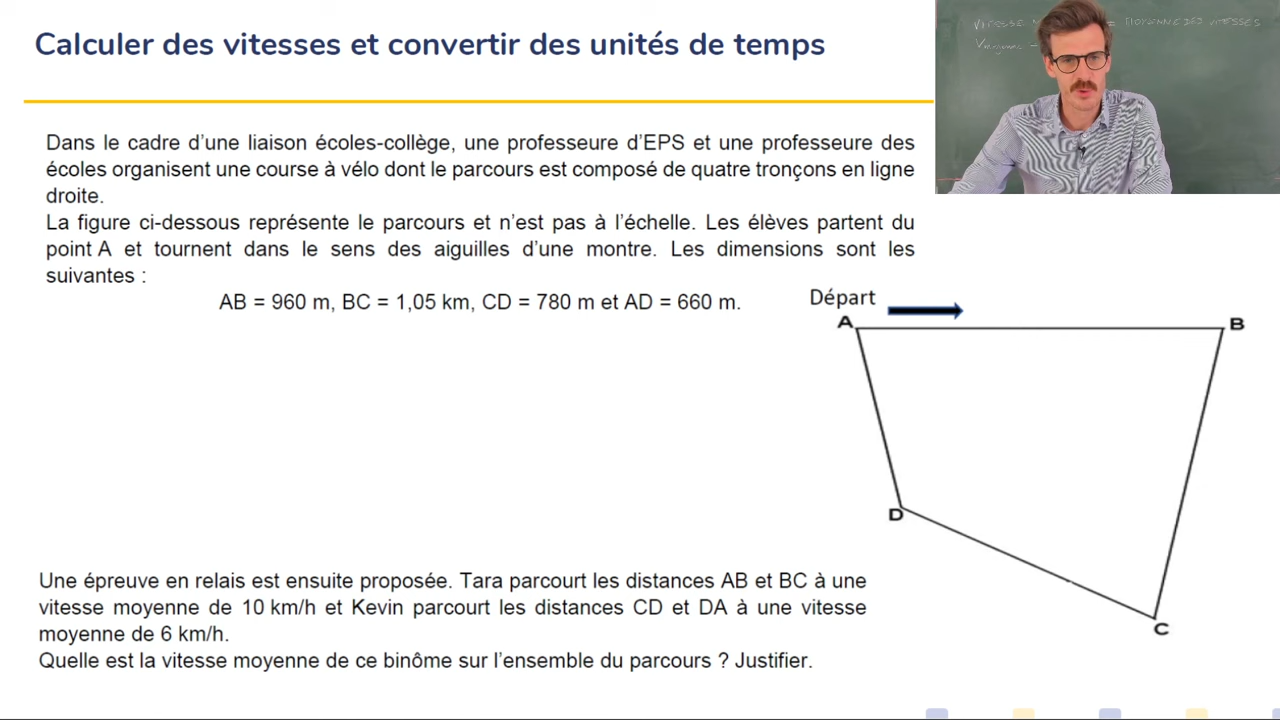 Calculer des vitesses et convertir des unités de temps
VITESSE = MOYENNE DES VITESSES
Dans le cadre d'une liaison écoles-collège, une professeure d'EPS et une professeure des
écoles organisent une course à vélo dont le parcours est composé de quatre tronçons en ligne
droite.
La figure ci-dessous représente le parcours et n'est pas à l'échelle. Les élèves partent du
point A et tournent dans le sens des aiguilles d'une montre. Les dimensions sont les
suivantes :
AB = 960 m, BC = 1,05 km, CD = 780 m et AD = 660 m.
Départ
A
B
D
C
Une épreuve en relais est ensuite proposée. Tara parcourt les distances AB et BC à une
vitesse moyenne de 10 km/h et Kevin parcourt les distances CD et DA à une vitesse
moyenne de 6 km/h.
Quelle est la vitesse moyenne de ce binôme sur l'ensemble du parcours ? Justifier.